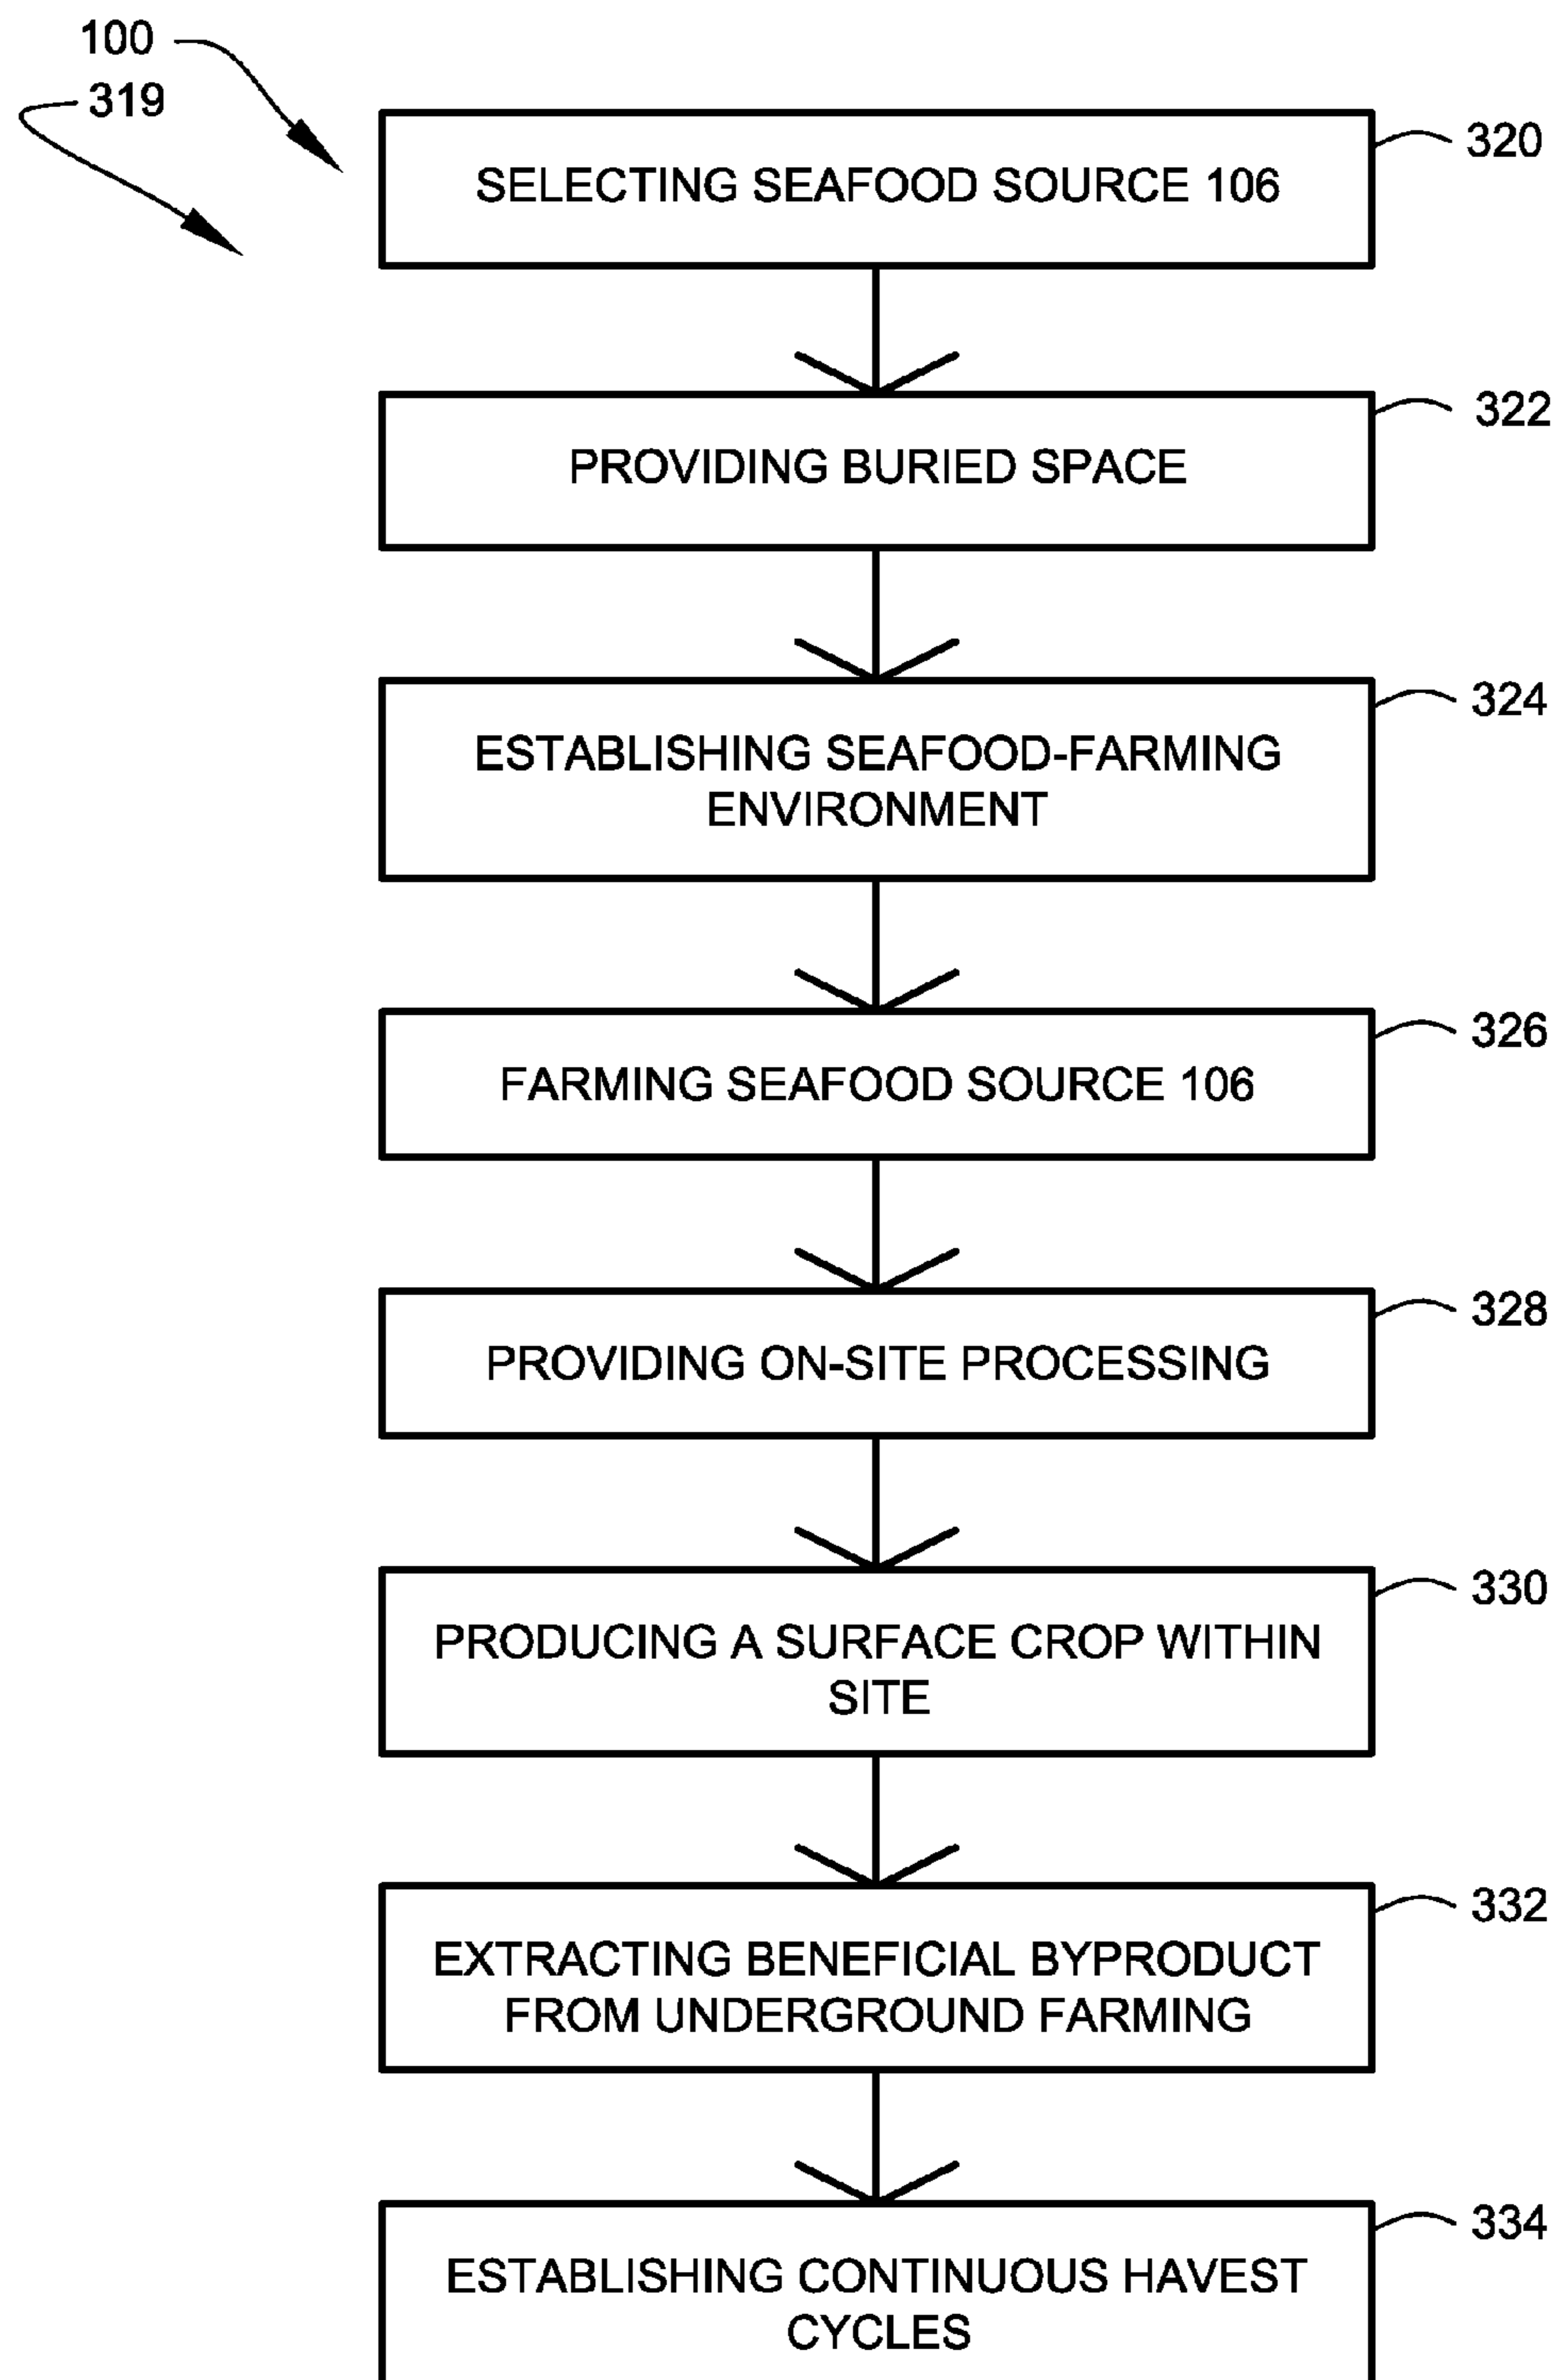 100
319
SELECTING SEAFOOD SOURCE 106
320
PROVIDING BURIED SPACE
322
ESTABLISHING SEAFOOD-FARMING
ENVIRONMENT
324
FARMING SEAFOOD SOURCE 106
326
PROVIDING ON-SITE PROCESSING
328
PRODUCING A SURFACE CROP WITHIN
SITE
330
EXTRACTING BENEFICIAL BYPRODUCT
FROM UNDERGROUND FARMING
332
ESTABLISHING CONTINUOUS HAVEST
CYCLES
334